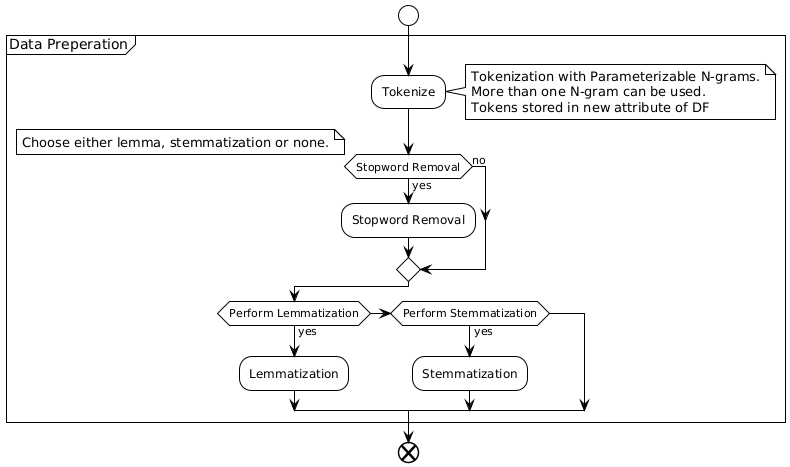 Data Preperation
Tokenize
Tokenization with Parameterizable N-grams.
More than one N-gram can be used.
Tokens stored in new attribute of DF
Choose either lemma, stemmatization or none.
Stopword Removal
no
yes
Stopword Removal
Perform Lemmatization
Perform Stemmatization
yes
yes
Lemmatization
Stemmatization